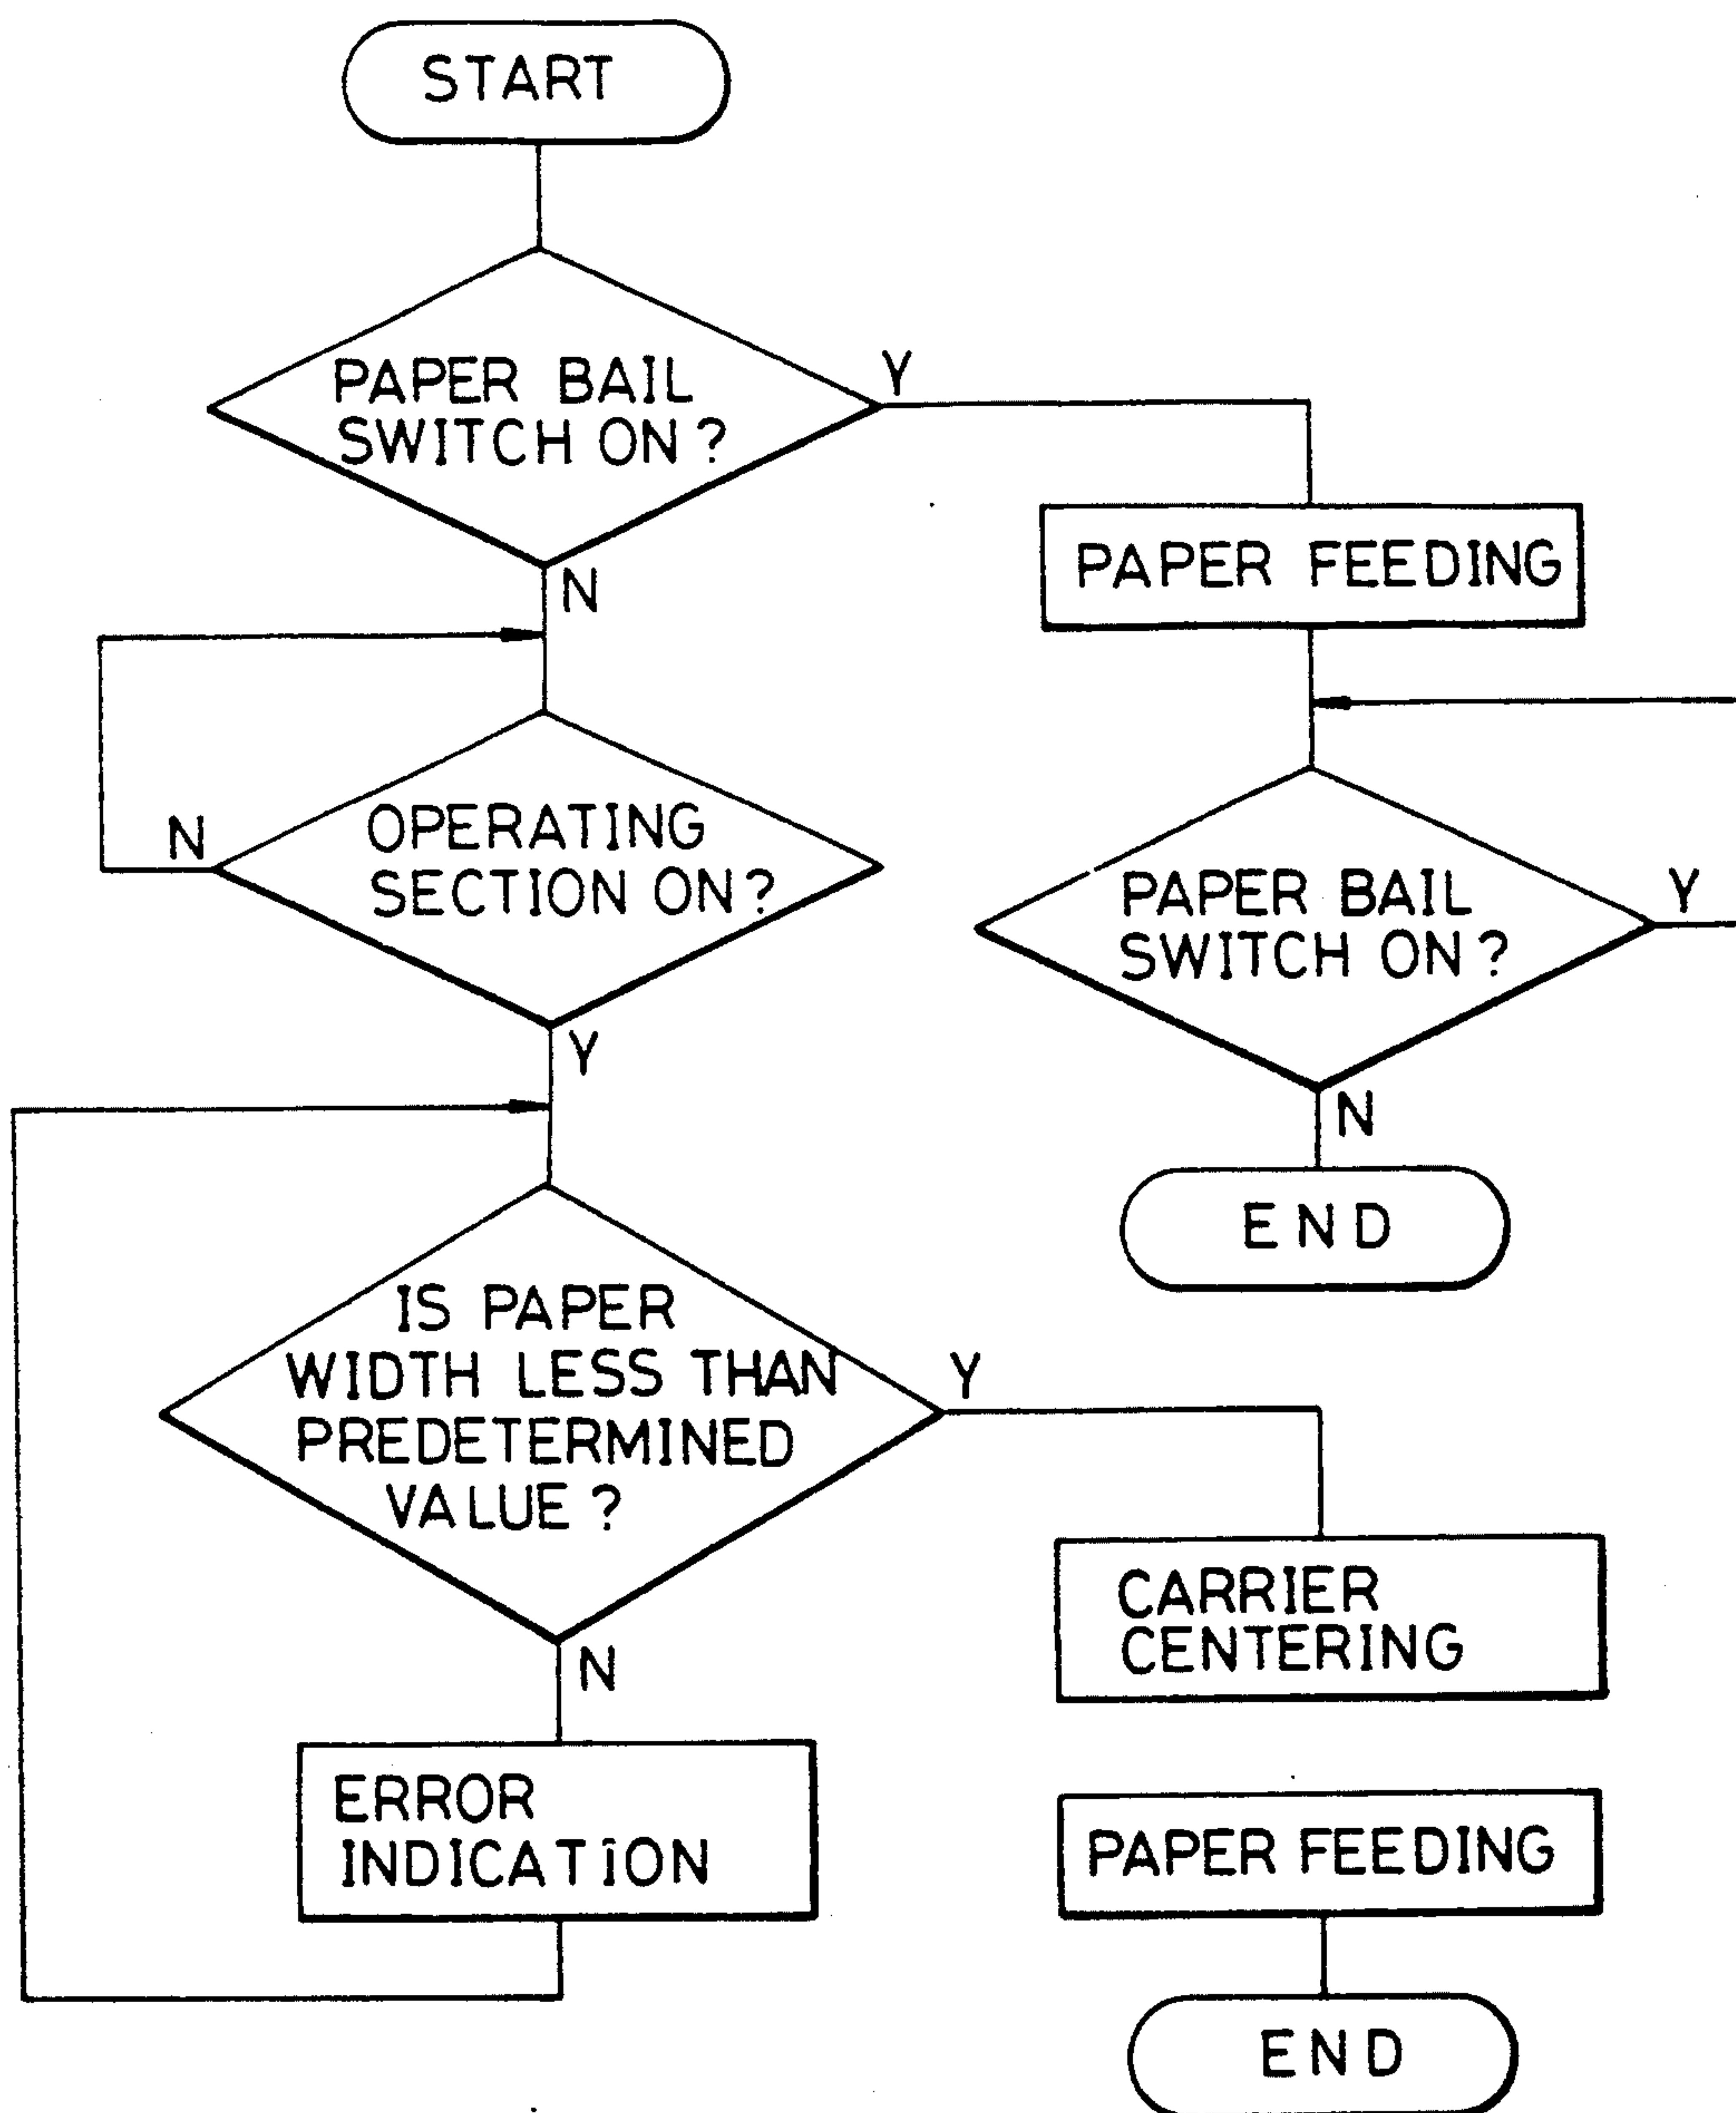 START
PAPER BAIL
SWITCH ON ?
Y
N
PAPER FEEDING
OPERATING
SECTION ON ?
N
Y
PAPER BAIL
SWITCH ON ?
Y
N
END
IS PAPER
WIDTH LESS THAN
PREDETERMINED
VALUE ?
Y
N
CARRIER
CENTERING
ERROR
INDICATION
PAPER FEEDING
END